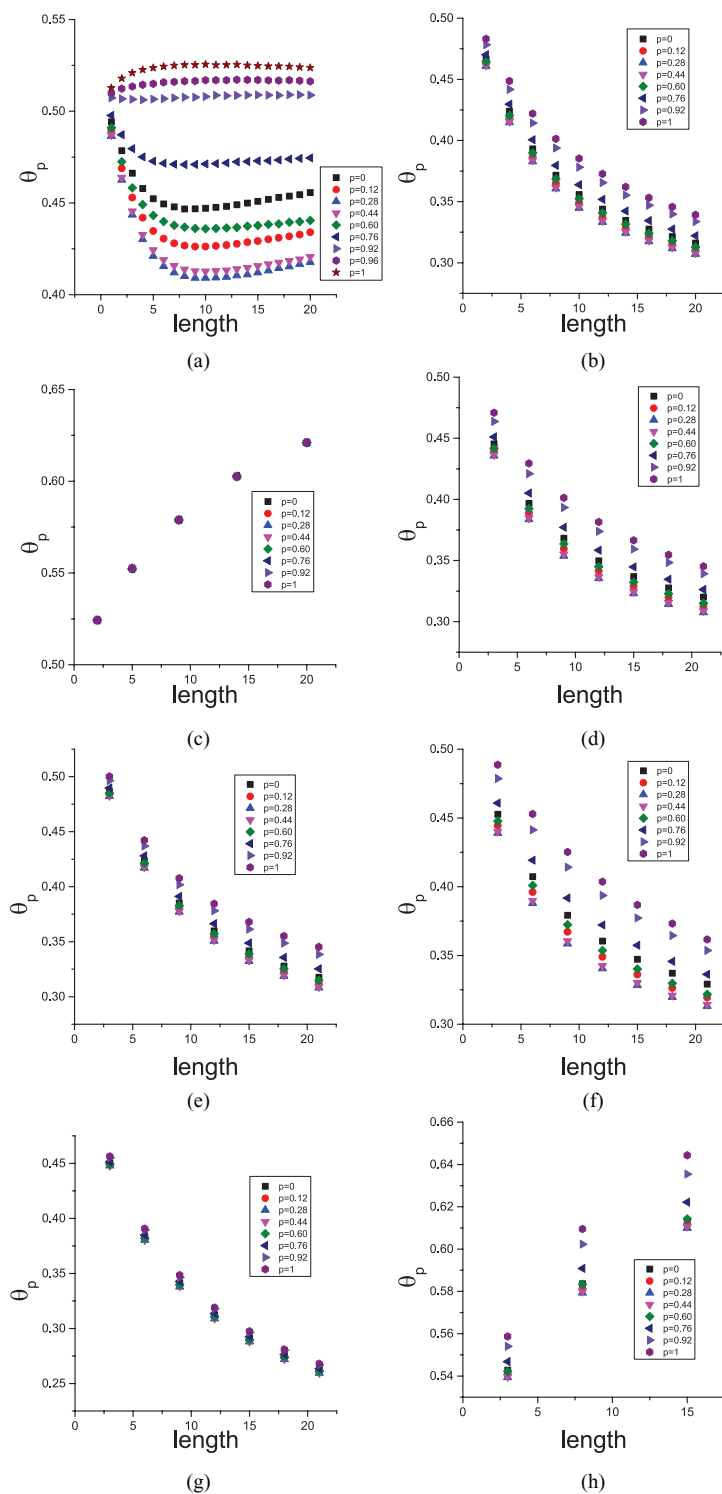 0.55
0.50
0.45
0.40
θp
0 5 10 15 20
length
p=0
p=0.12
p=0.28
p=0.44
p=0.60
p=0.76
p=0.92
p=0.96
p=1
(a)
0.50
0.45
0.40
0.35
0.30
θp
0 5 10 15 20
length
p=0
p=0.12
p=0.28
p=0.44
p=0.60
p=0.76
p=0.92
p=1
(b)
0.65
0.60
0.55
0.50
θp
0 5 10 15 20
length
p=0
p=0.12
p=0.28
p=0.44
p=0.60
p=0.76
p=0.92
p=1
(c)
0.50
0.45
0.40
0.35
0.30
θp
0 5 10 15 20
length
p=0
p=0.12
p=0.28
p=0.44
p=0.60
p=0.76
p=0.92
p=1
(d)
0.50
0.45
0.40
0.35
0.30
θp
0 5 10 15 20
length
p=0
p=0.12
p=0.28
p=0.44
p=0.60
p=0.76
p=0.92
p=1
(e)
0.50
0.45
0.40
0.35
0.30
θp
0 5 10 15 20
length
p=0
p=0.12
p=0.28
p=0.44
p=0.60
p=0.76
p=0.92
p=1
(f)
0.45
0.40
0.35
0.30
0.25
θp
0 5 10 15 20
length
p=0
p=0.12
p=0.28
p=0.44
p=0.60
p=0.76
p=0.92
p=1
(g)
0.66
0.64
0.62
0.60
0.58
0.56
0.54
θp
0 5 10 15
length
p=0
p=0.12
p=0.28
p=0.44
p=0.60
p=0.76
p=0.92
p=1
(h)